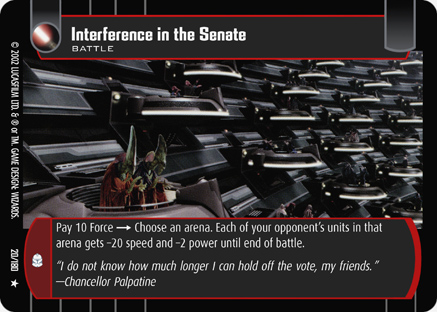 Interference in the Senate
BATTLE
Pay 10 Force → Choose an arena. Each of your opponent's units in that
arena gets –20 speed and –2 power until end of battle.
"I do not know how much longer I can hold off the vote, my friends."
—Chancellor Palpatine
© 2002 LUCASFILM LTD. & ® or TM. GAME DESIGN: WIZARDS.